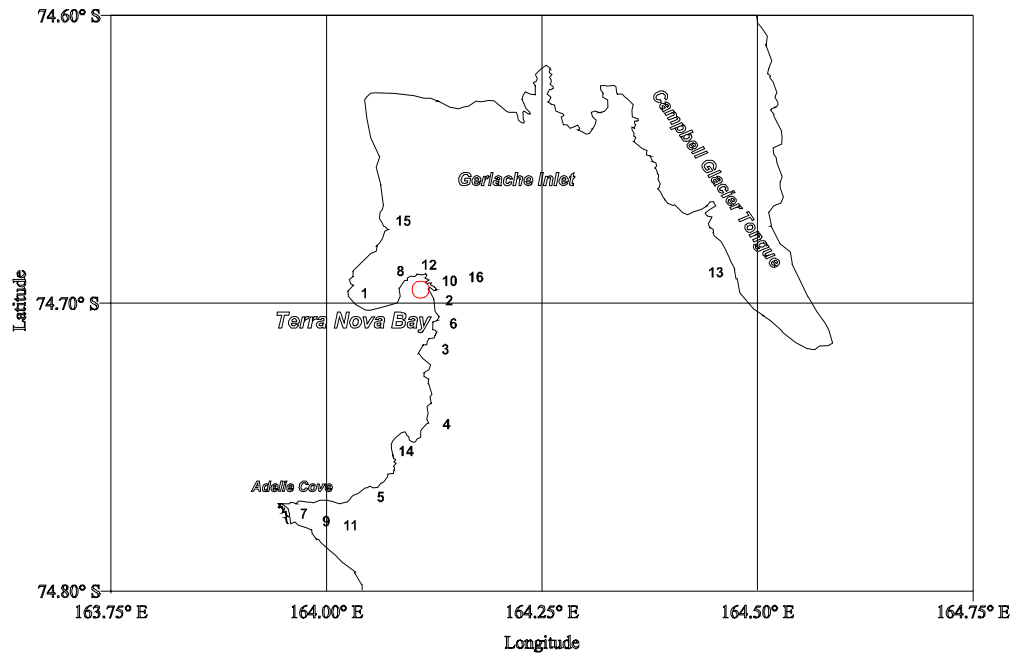 74.60° S
Campbell Glacier Tongue
Gerlache Inlet
15
12
8
16
10
13
1
2
74.70° S
Terra Nova Bay
6
3
4
14
Adelie Cove
5
7
9
11
74.80° S
163.75° E
164.00° E
164.25° E
164.50° E
164.75° E
Longitude
Latitude